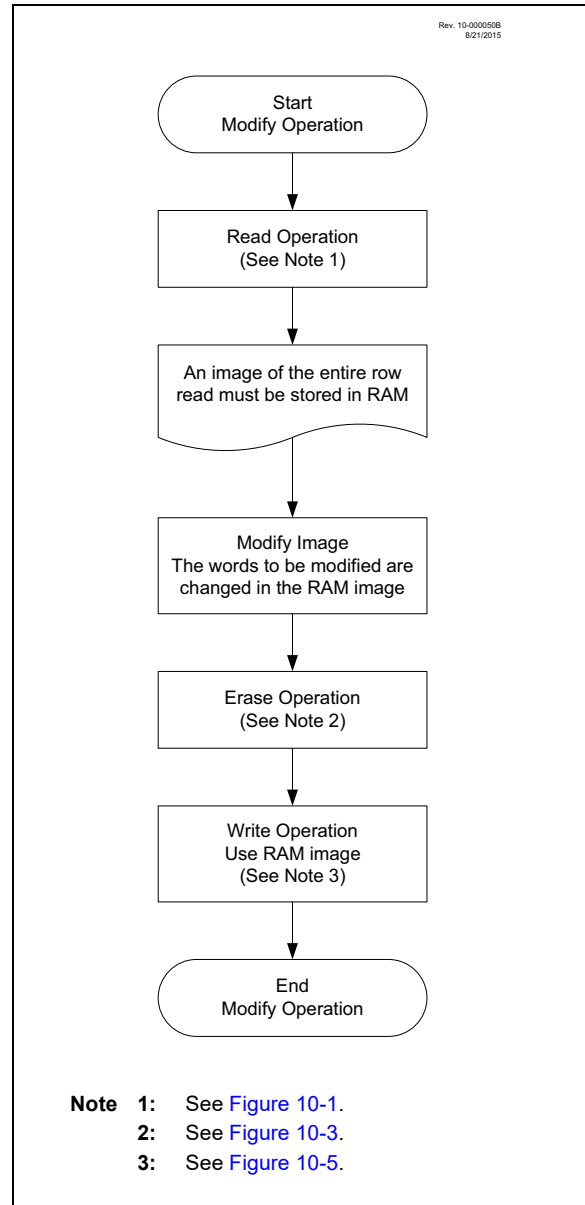 Rev. 10-000050B
8/21/2015
Start
Modify Operation
Read Operation
(See Note 1)
An image of the entire row
read must be stored in RAM
Modify Image
The words to be modified are
changed in the RAM image
Erase Operation
(See Note 2)
Write Operation
Use RAM image
(See Note 3)
End
Modify Operation
Note 1: See Figure 10-1.
2: See Figure 10-3.
3: See Figure 10-5.